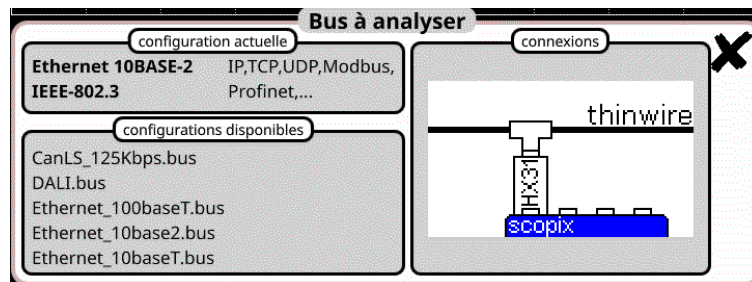 Bus à analyser
configuration actuelle
Ethernet 10BASE-2 IP,TCP,UDP,Modbus,
IEEE-802.3 Profinet,...
configurations disponibles
CanLS_125Kbps.bus
DALI.bus
Ethernet_100baseT.bus
Ethernet_10base2.bus
Ethernet_10baseT.bus
connexions
thinwire
HX31
scopix